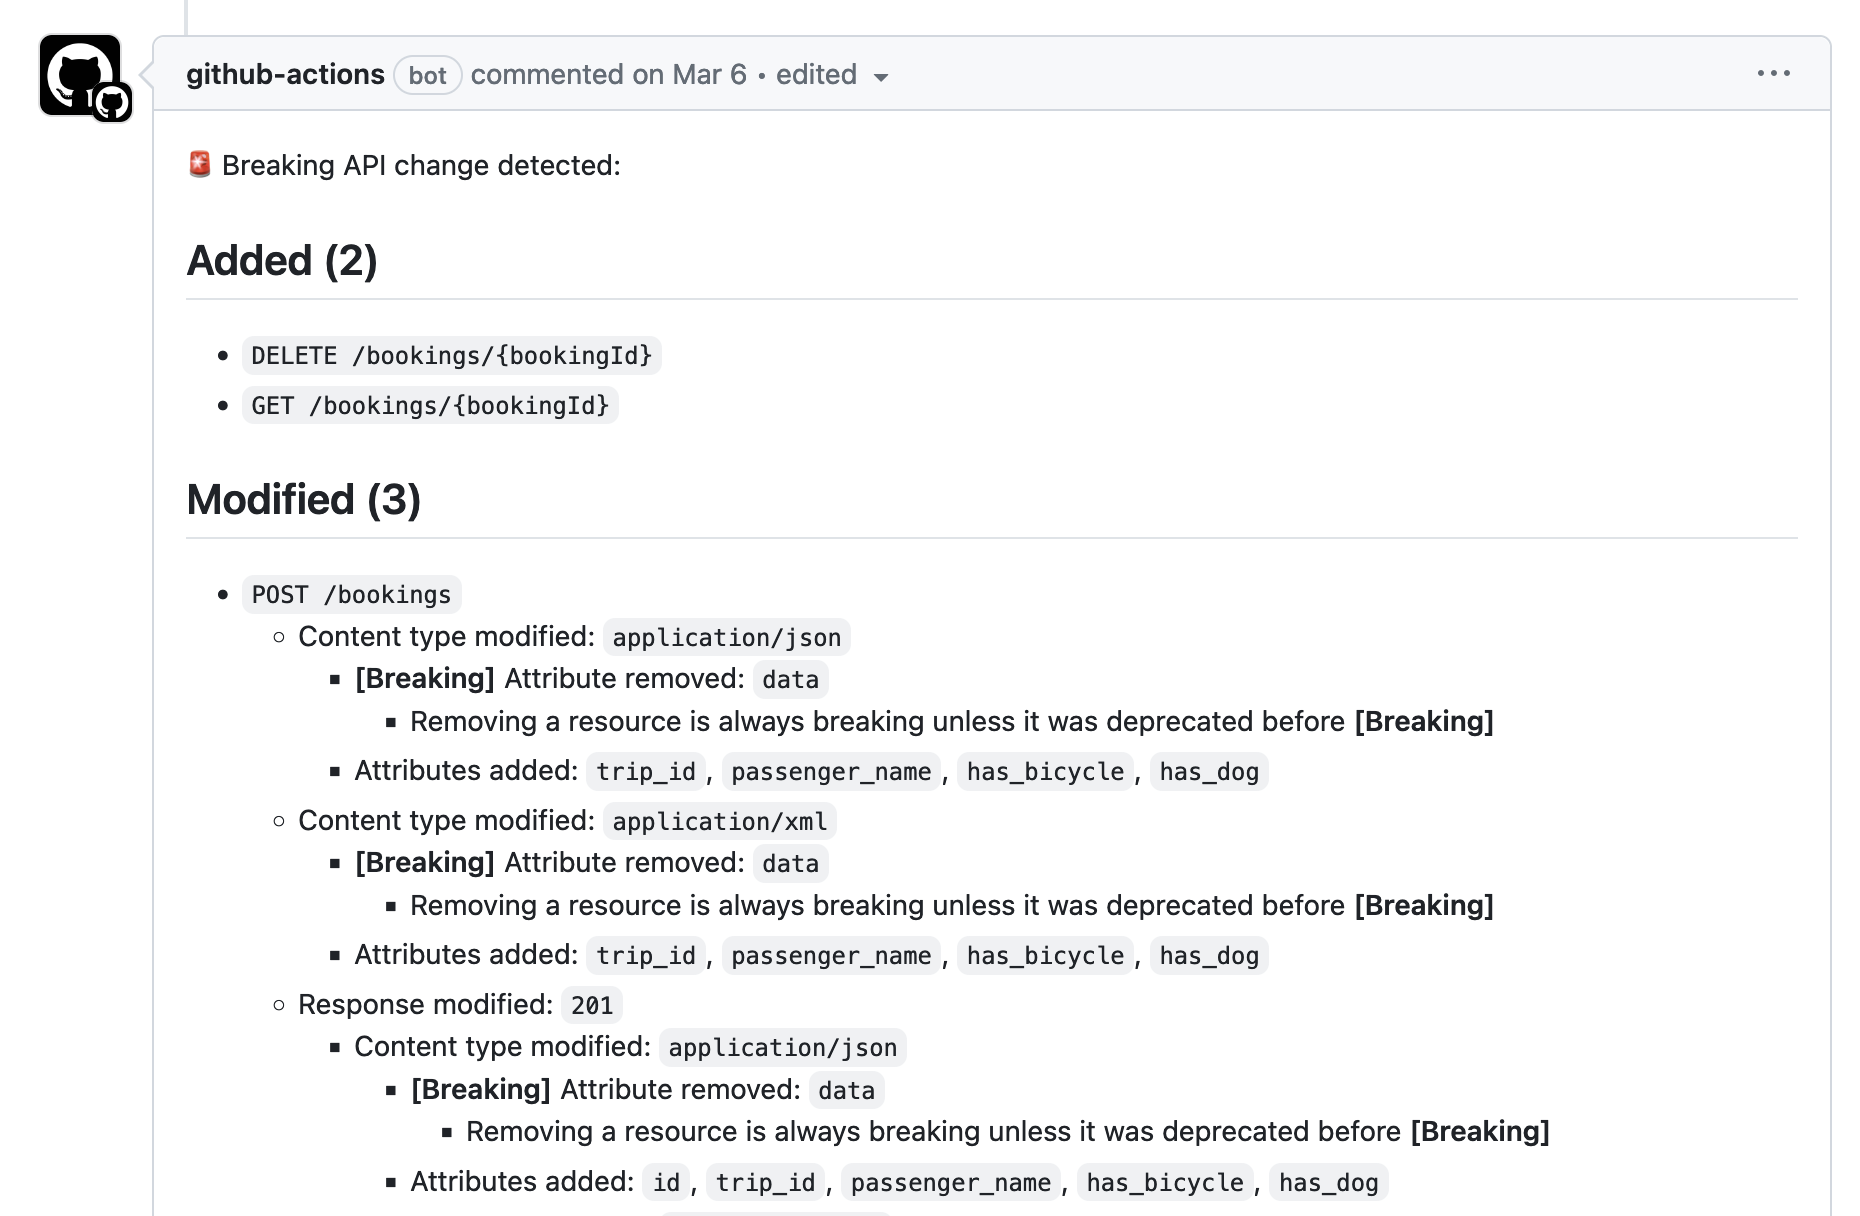 github-actions bot commented on Mar 6 • edited
🚨 Breaking API change detected:
Added (2)
DELETE /bookings/{bookingId}
GET /bookings/{bookingId}
Modified (3)
POST /bookings
Content type modified: application/json
[Breaking] Attribute removed: data
Removing a resource is always breaking unless it was deprecated before [Breaking]
Attributes added: trip_id, passenger_name, has_bicycle, has_dog
Content type modified: application/xml
[Breaking] Attribute removed: data
Removing a resource is always breaking unless it was deprecated before [Breaking]
Attributes added: trip_id, passenger_name, has_bicycle, has_dog
Response modified: 201
Content type modified: application/json
[Breaking] Attribute removed: data
Removing a resource is always breaking unless it was deprecated before [Breaking]
Attributes added: id, trip_id, passenger_name, has_bicycle, has_dog